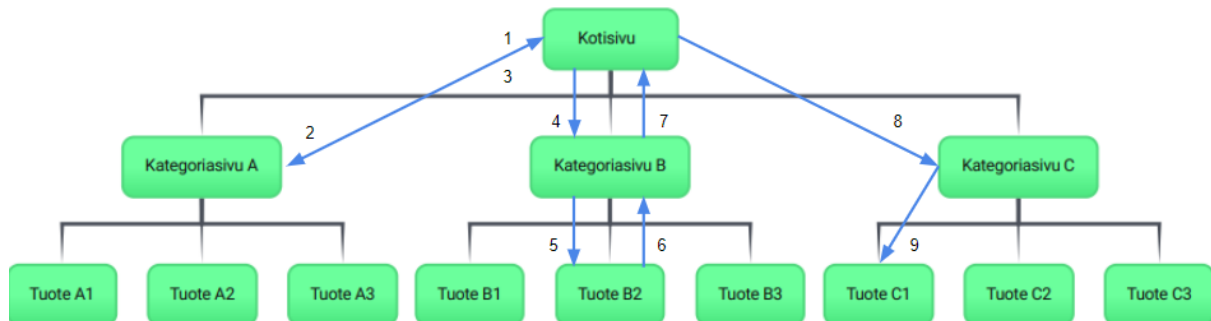 1
Kotisivu
3
2
4
7
8
Kategoriasivu A
Kategoriasivu B
Kategoriasivu C
5
6
9
Tuote A1
Tuote A2
Tuote A3
Tuote B1
Tuote B2
Tuote B3
Tuote C1
Tuote C2
Tuote C3